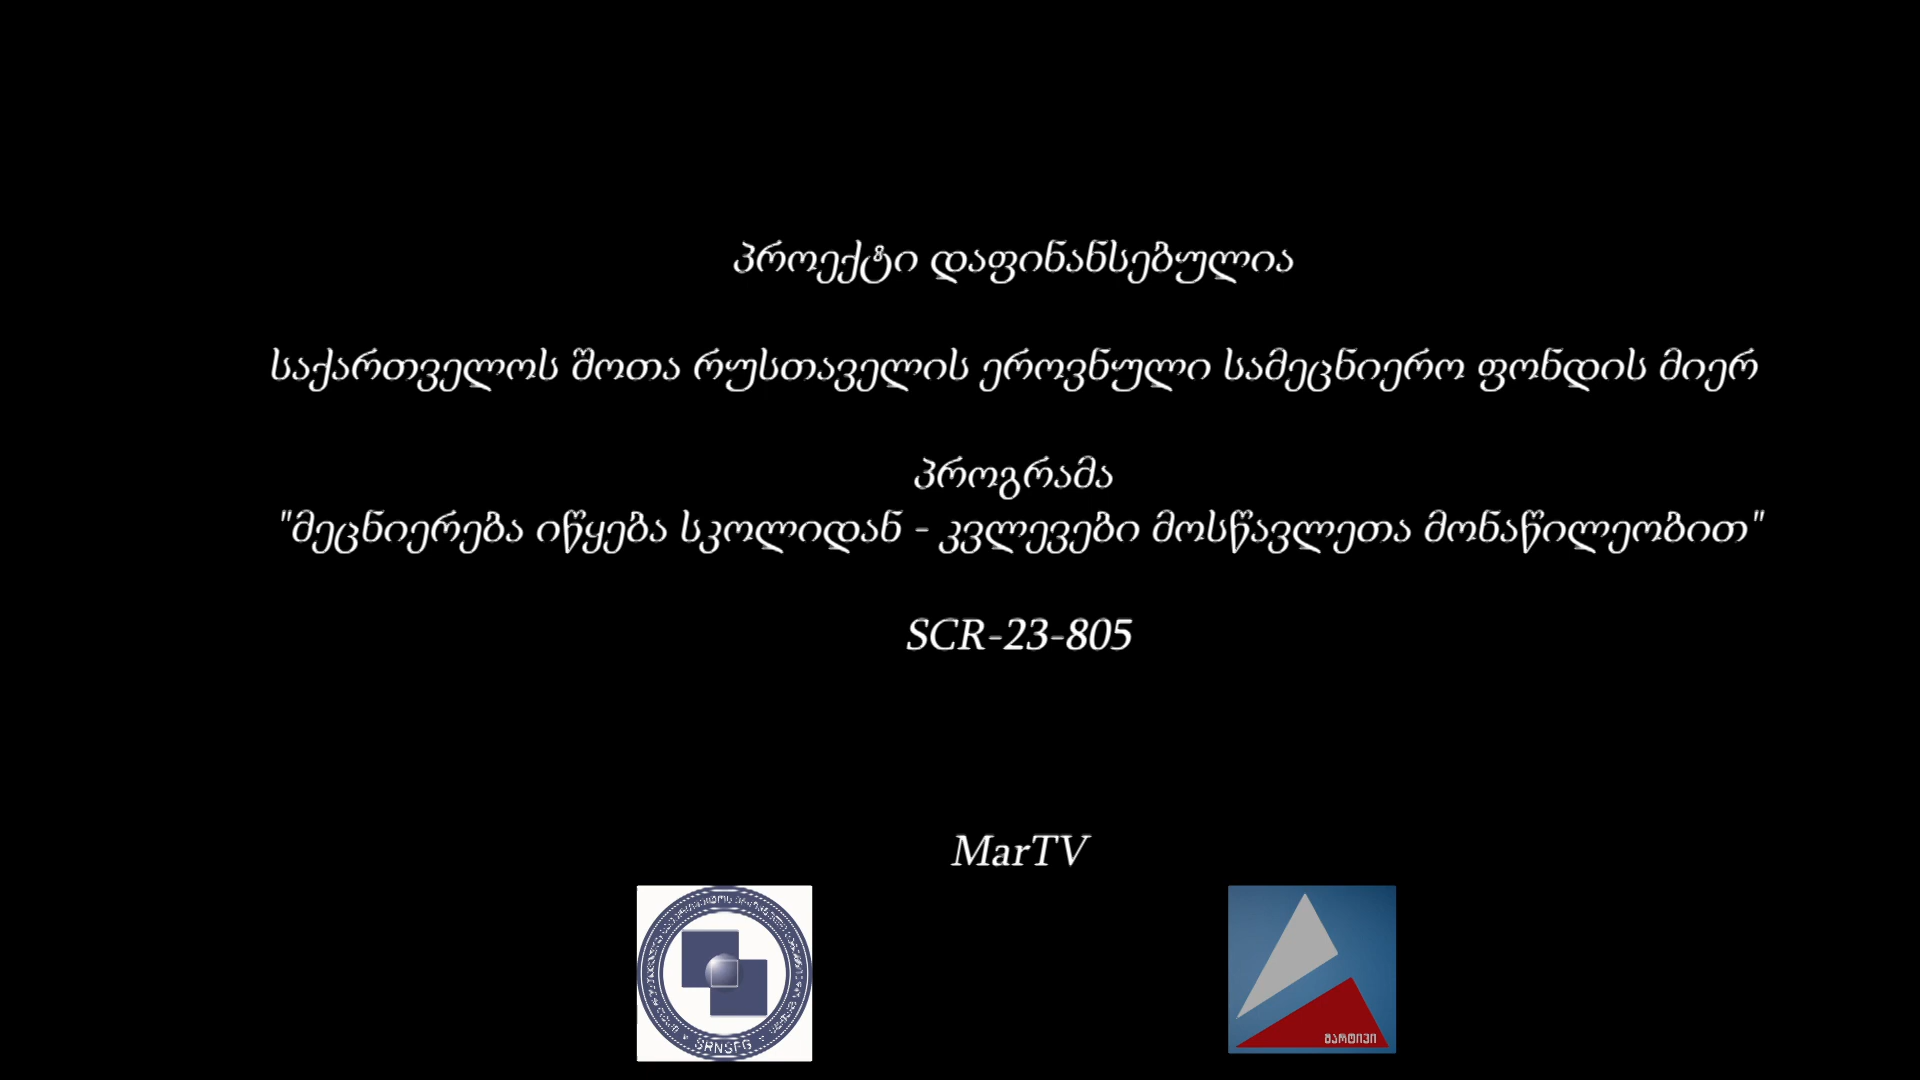 პროექტი დაფინანსებულია
საქართველოს შოთა რუსთაველის ეროვნული სამეცნიერო ფონდის მიერ
პროგრამა
"მეცნიერება იწყება სკოლიდან - კვლევები მოსწავლეთა მონაწილეობით"
SCR-23-805
MarTV
SRNSFG
მარტივი